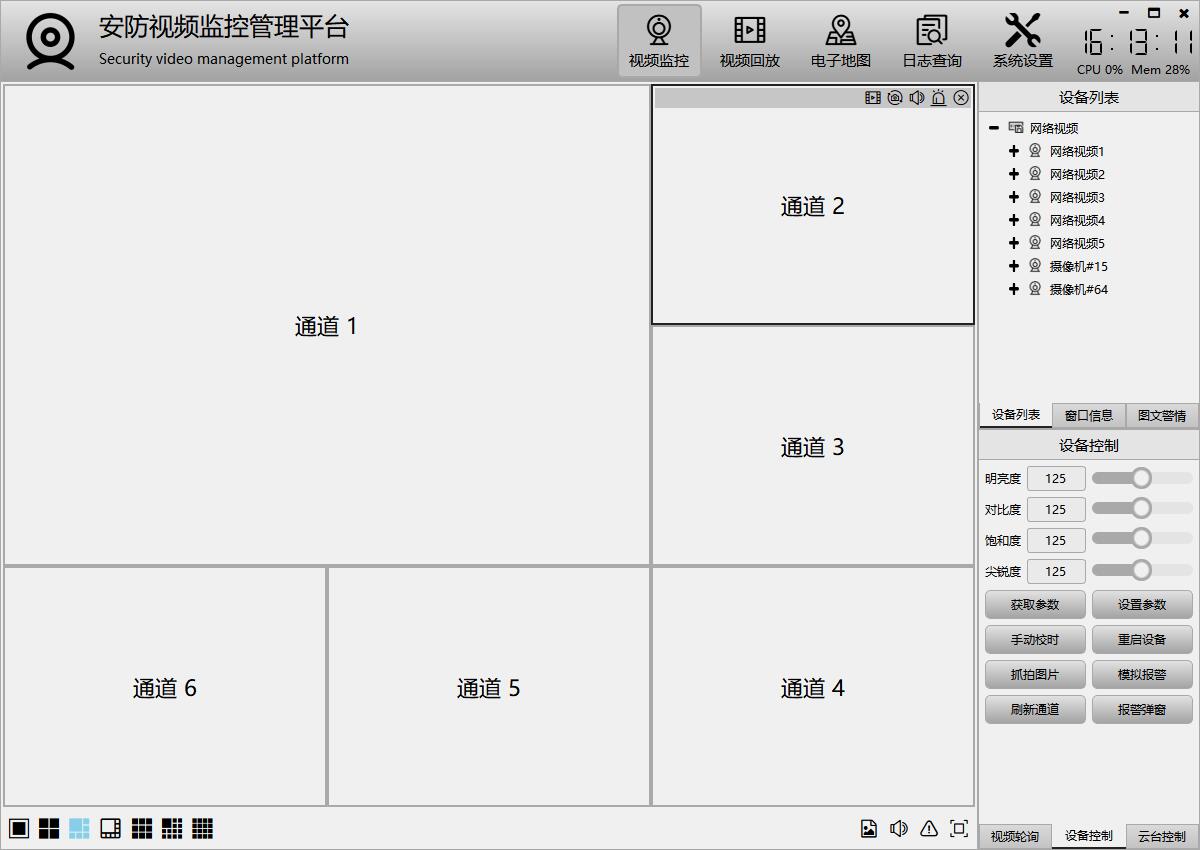 安防视频监控管理平台
Security video management platform
视频监控
视频回放
电子地图
日志查询
系统设置
16:13:11
CPU 0% Mem 28%
通道 1
通道 2
通道 3
通道 6
通道 5
通道 4
设备列表
网络视频
网络视频1
网络视频2
网络视频3
网络视频4
网络视频5
摄像机#15
摄像机#64
设备列表 窗口信息 图文警情
设备控制
明亮度 125
对比度 125
饱和度 125
尖锐度 125
获取参数 设置参数
手动校时 重启设备
抓拍图片 模拟报警
刷新通道 报警弹窗
视频轮询 设备控制 云台控制